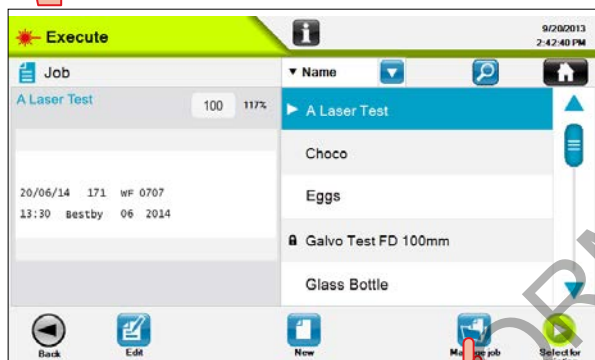 Execute
9/20/2013
2:42:40 PM
Job
Name
A Laser Test
100 117%
A Laser Test
Choco
20/06/14 171 WF 0707
13:30 Bestby 06 2014
Eggs
Galvo Test FD 100mm
Glass Bottle
Back
Edit
New
job
Select for